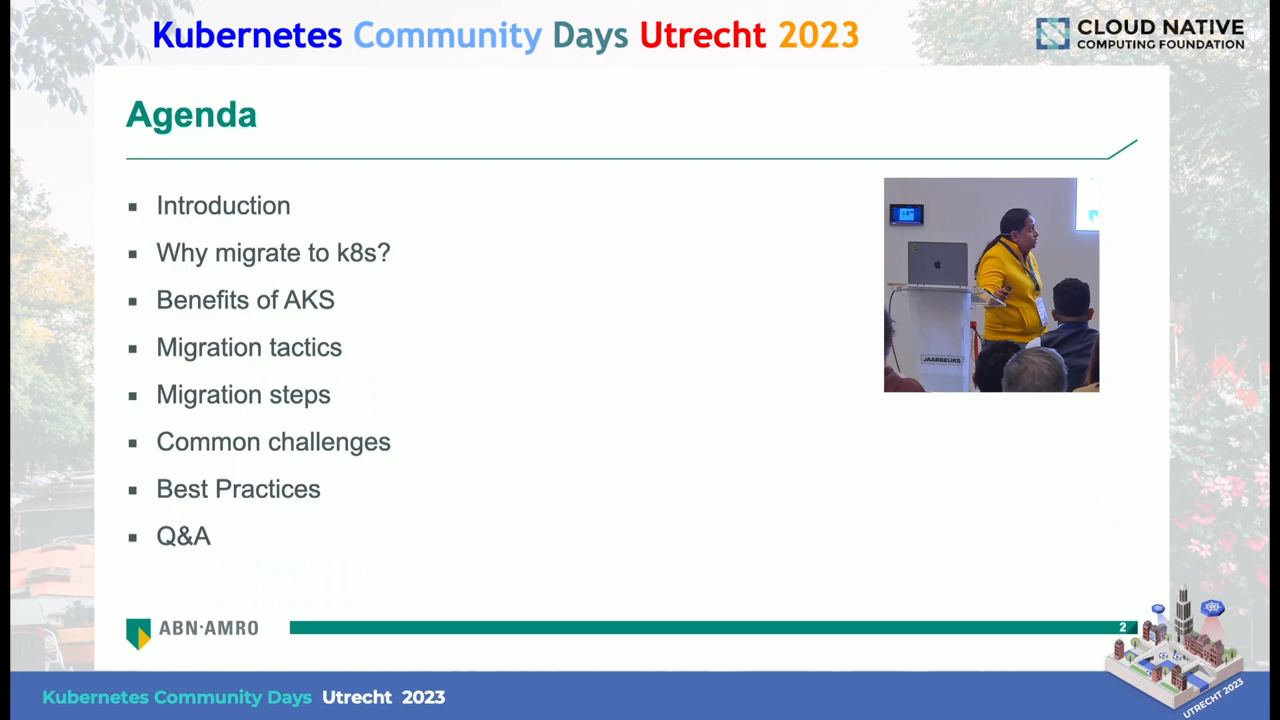 Kubernetes Community Days Utrecht 2023
CLOUD NATIVE
COMPUTING FOUNDATION
Agenda
Introduction
Why migrate to k8s?
Benefits of AKS
Migration tactics
Migration steps
Common challenges
Best Practices
Q&A
JAARBEURS
ABN·AMRO
2
Kubernetes Community Days Utrecht 2023
UTRECHT 2023